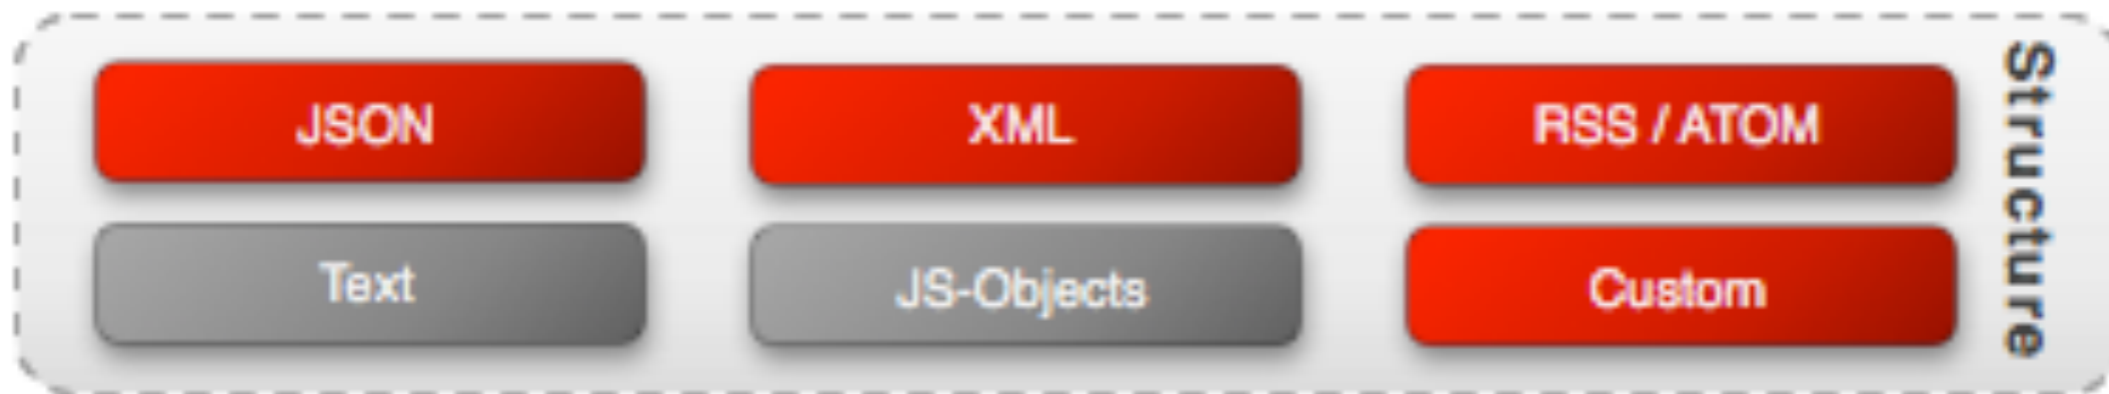 JSON
XML
RSS / ATOM
Text
JS-Objects
Custom
Structure